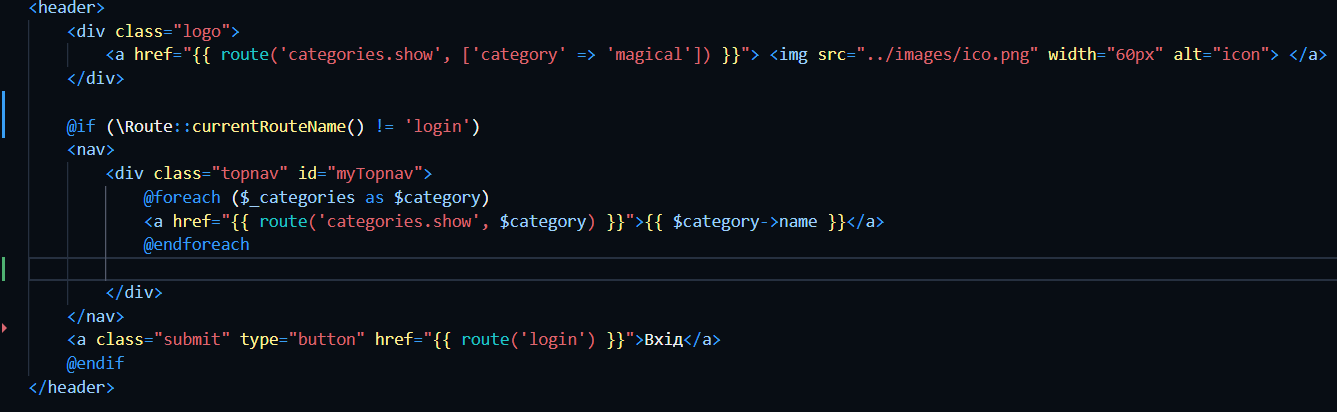 <header>
<div class="logo">
<a href="{{ route('categories.show', ['category' => 'magical']) }}"> <img src="../images/ico.png" width="60px" alt="icon"> </a>
</div>
@if (\Route::currentRouteName() != 'login')
<nav>
<div class="topnav" id="myTopnav">
@foreach ($_categories as $category)
<a href="{{ route('categories.show', $category) }}">{{ $category->name }}</a>
@endforeach
</div>
</nav>
<a class="submit" type="button" href="{{ route('login') }}">Вхід</a>
@endif
</header>